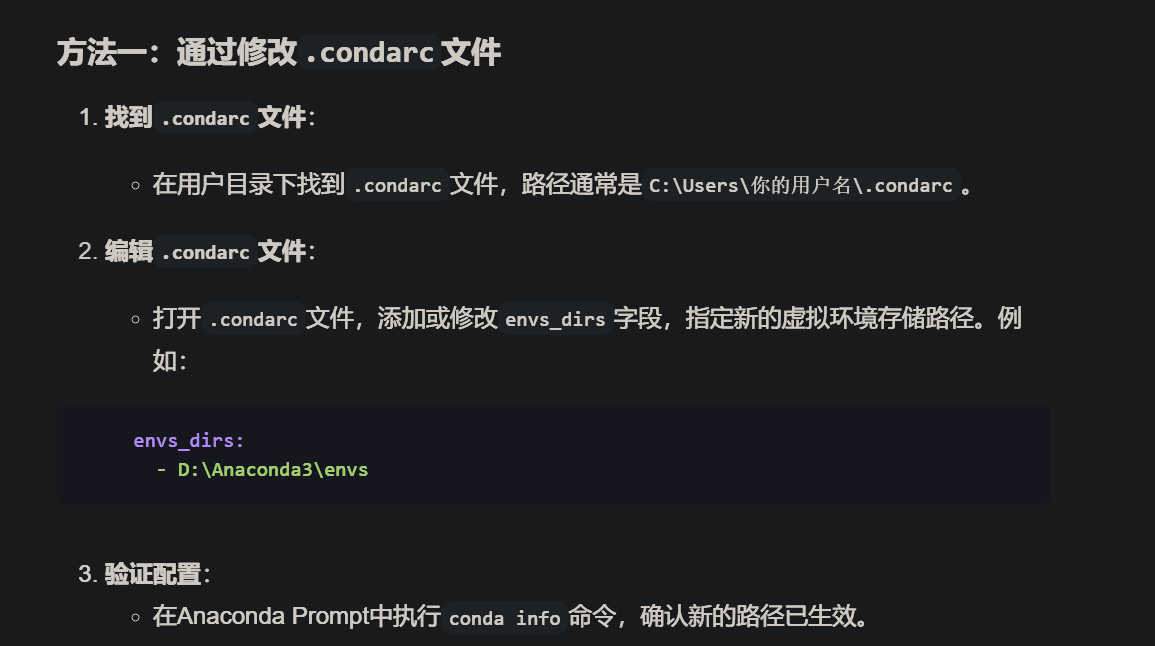 方法一：通过修改 .condarc 文件
1. 找到 .condarc 文件：
○ 在用户目录下找到 .condarc 文件，路径通常是 C:\Users\你的用户名\.condarc 。
2. 编辑 .condarc 文件：
○ 打开 .condarc 文件，添加或修改 envs_dirs 字段，指定新的虚拟环境存储路径。例
如：
envs_dirs:
- D:\Anaconda3\envs
3. 验证配置：
○ 在Anaconda Prompt中执行 conda info 命令，确认新的路径已生效。